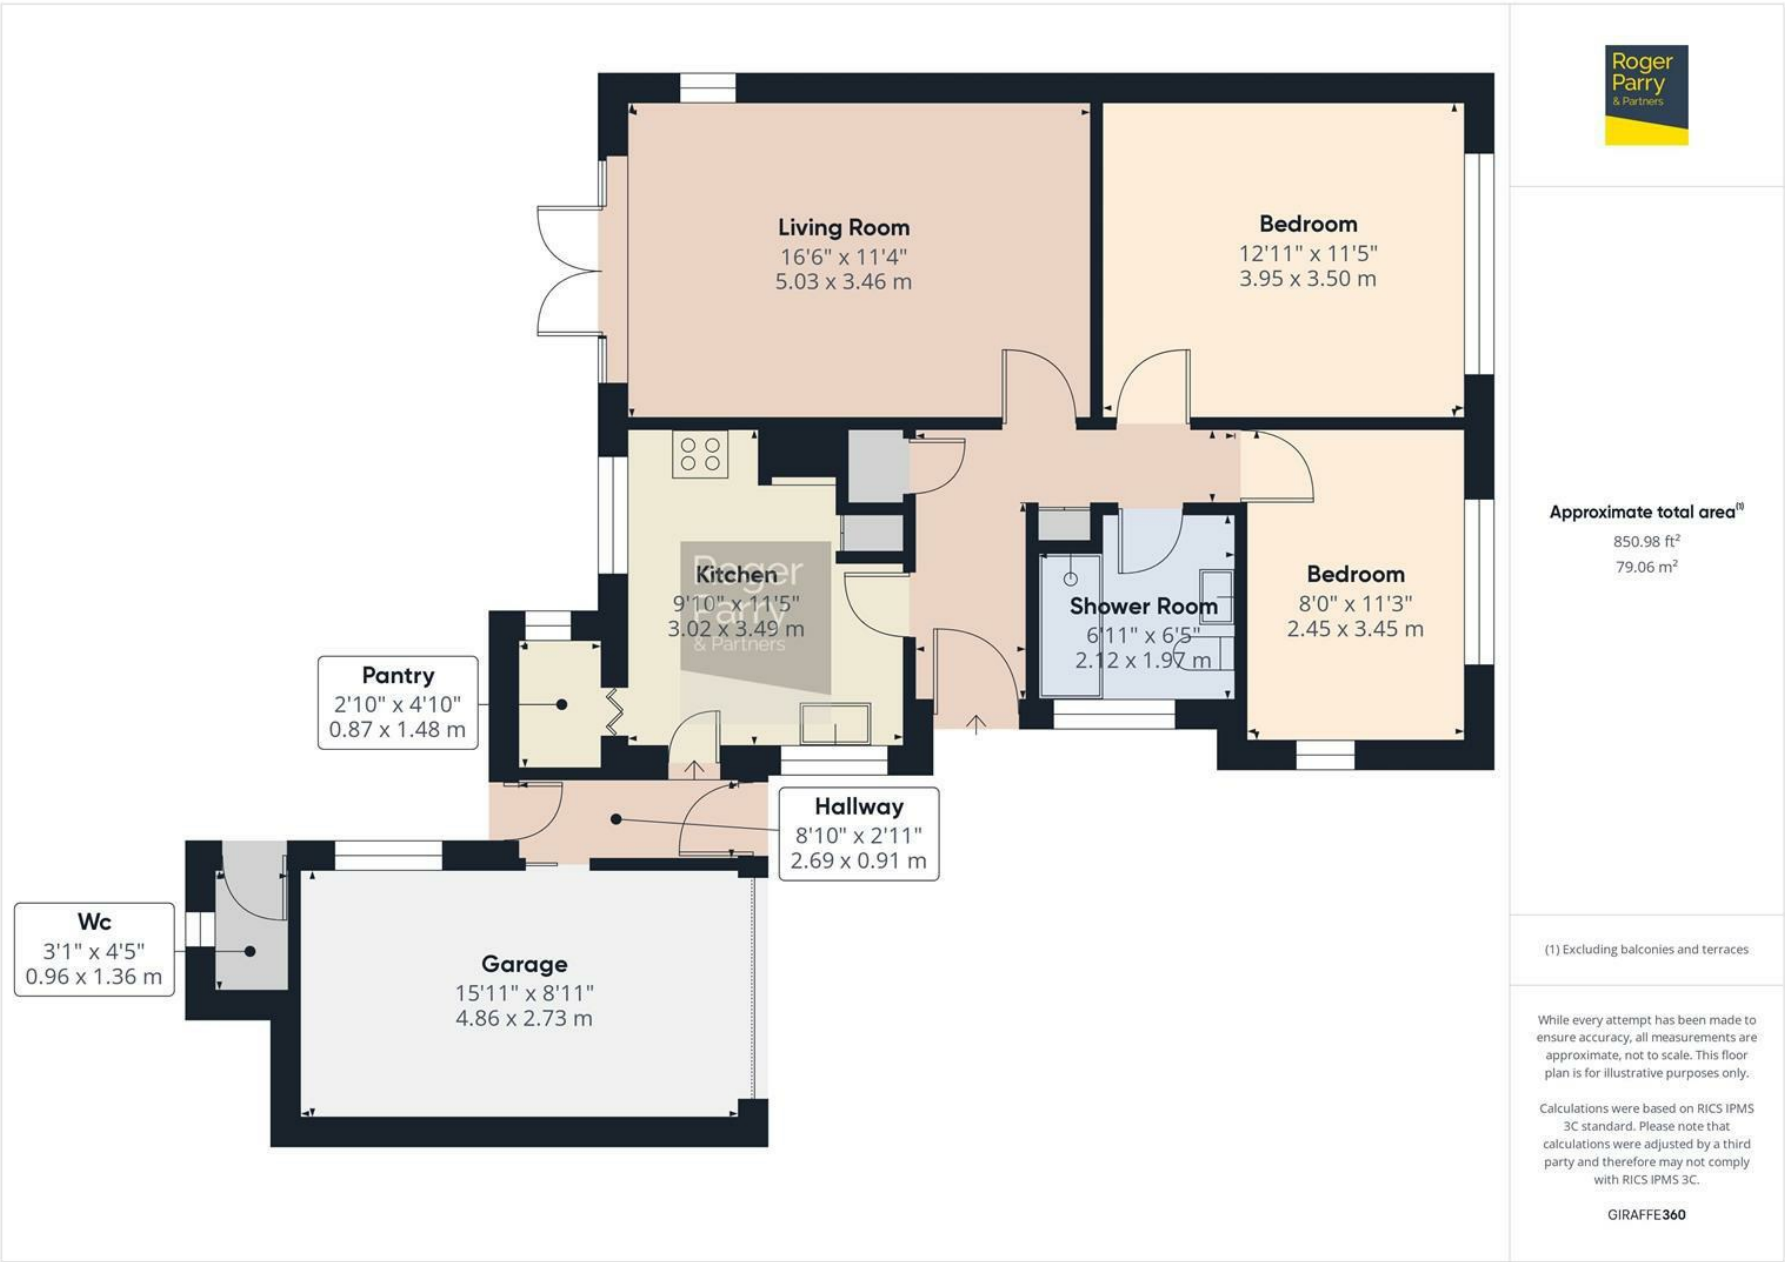 Living Room
16'6" x 11'4"
5.03 x 3.46 m
Bedroom
12'11" x 11'5"
3.95 x 3.50 m
Kitchen
9'10" x 11'5"
3.02 x 3.49 m
Roger
Parry
& Partners
Shower Room
6'11" x 6'5"
2.12 x 1.97 m
Bedroom
8'0" x 11'3"
2.45 x 3.45 m
Pantry
2'10" x 4'10"
0.87 x 1.48 m
Hallway
8'10" x 2'11"
2.69 x 0.91 m
Wc
3'1" x 4'5"
0.96 x 1.36 m
Garage
15'11" x 8'11"
4.86 x 2.73 m
Roger
Parry
& Partners
Approximate total area⁽¹⁾
850.98 ft²
79.06 m²
(1) Excluding balconies and terraces
While every attempt has been made to
ensure accuracy, all measurements are
approximate, not to scale. This floor
plan is for illustrative purposes only.
Calculations were based on RICS IPMS
3C standard. Please note that
calculations were adjusted by a third
party and therefore may not comply
with RICS IPMS 3C.
GIRAFFE360